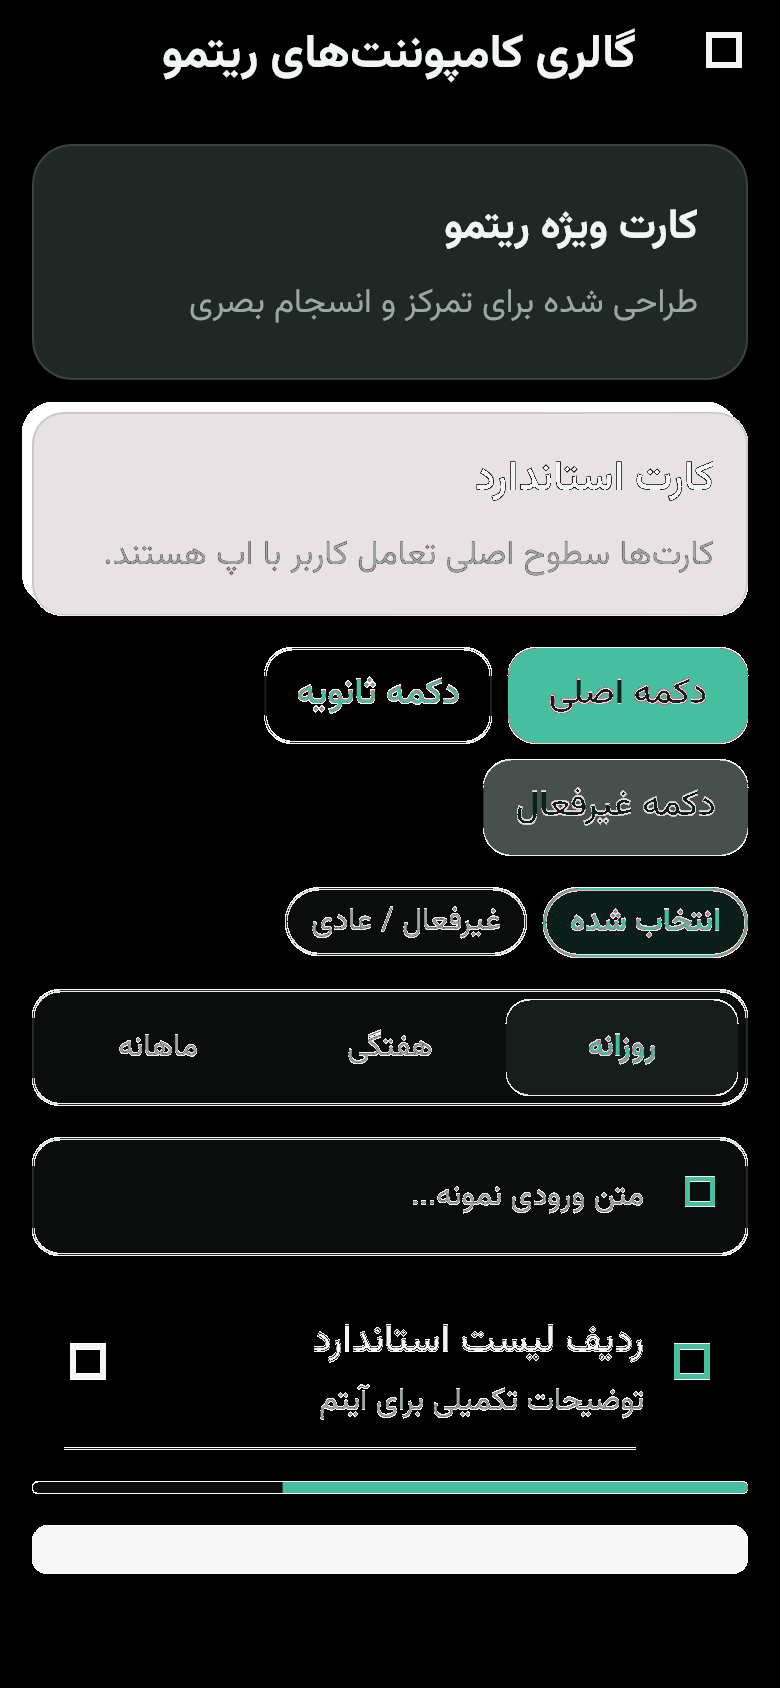 گالری کامپوننت‌های ریتمو
کارت ویژه ریتمو
طراحی شده برای تمرکز و انسجام بصری
کارت استاندارد
کارت‌ها سطوح اصلی تعامل کاربر با اپ هستند.
دکمه اصلی
دکمه ثانویه
دکمه غیرفعال
انتخاب شده
غیرفعال / عادی
روزانه
هفتگی
ماهانه
متن ورودی نمونه...
ردیف لیست استاندارد
توضیحات تکمیلی برای آیتم